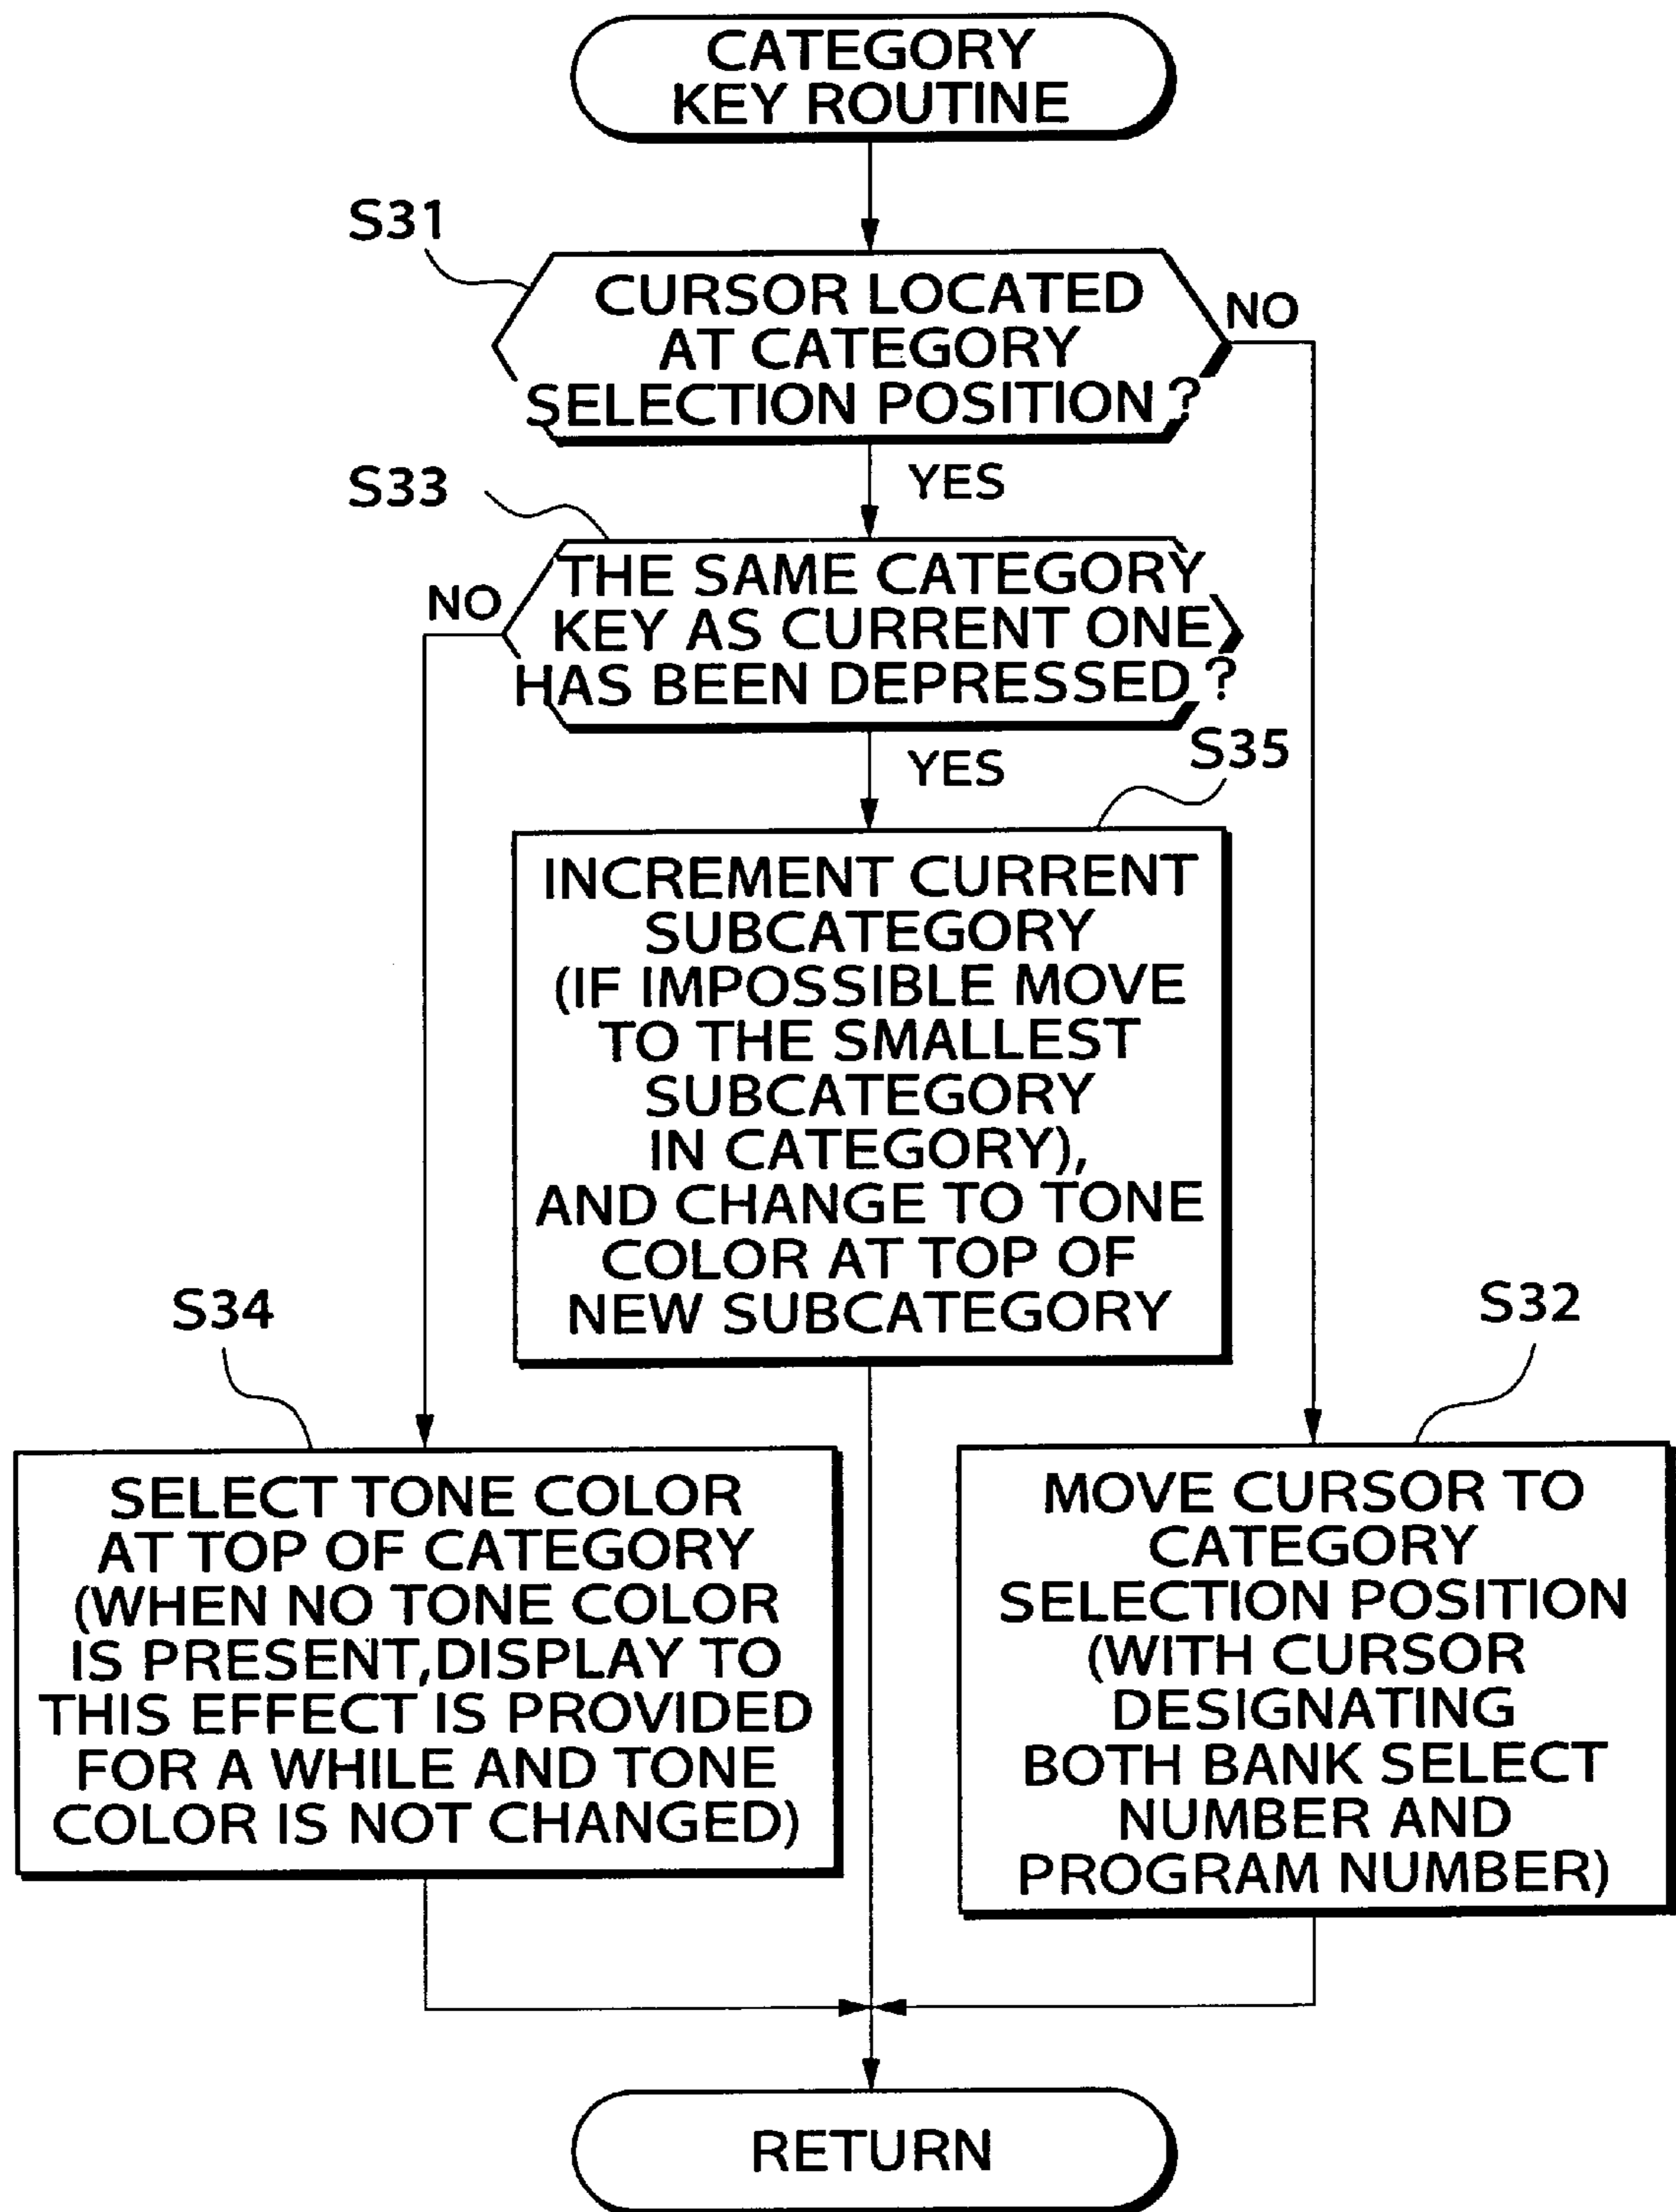 CATEGORY
KEY ROUTINE
S31
CURSOR LOCATED
AT CATEGORY
SELECTION POSITION?
NO
YES
S33
THE SAME CATEGORY
KEY AS CURRENT ONE
HAS BEEN DEPRESSED?
NO
YES
S35
INCREMENT CURRENT
SUBCATEGORY
(IF IMPOSSIBLE MOVE
TO THE SMALLEST
SUBCATEGORY
IN CATEGORY),
AND CHANGE TO TONE
COLOR AT TOP OF
NEW SUBCATEGORY
S34
SELECT TONE COLOR
AT TOP OF CATEGORY
(WHEN NO TONE COLOR
IS PRESENT,DISPLAY TO
THIS EFFECT IS PROVIDED
FOR A WHILE AND TONE
COLOR IS NOT CHANGED)
S32
MOVE CURSOR TO
CATEGORY
SELECTION POSITION
(WITH CURSOR
DESIGNATING
BOTH BANK SELECT
NUMBER AND
PROGRAM NUMBER)
RETURN